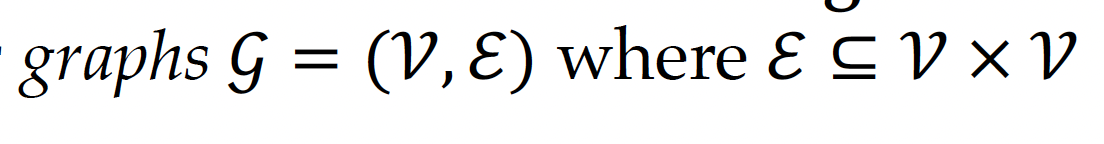 graphs 𝒢 = (𝒱, ℰ) where ℰ ⊆ 𝒱 × 𝒱